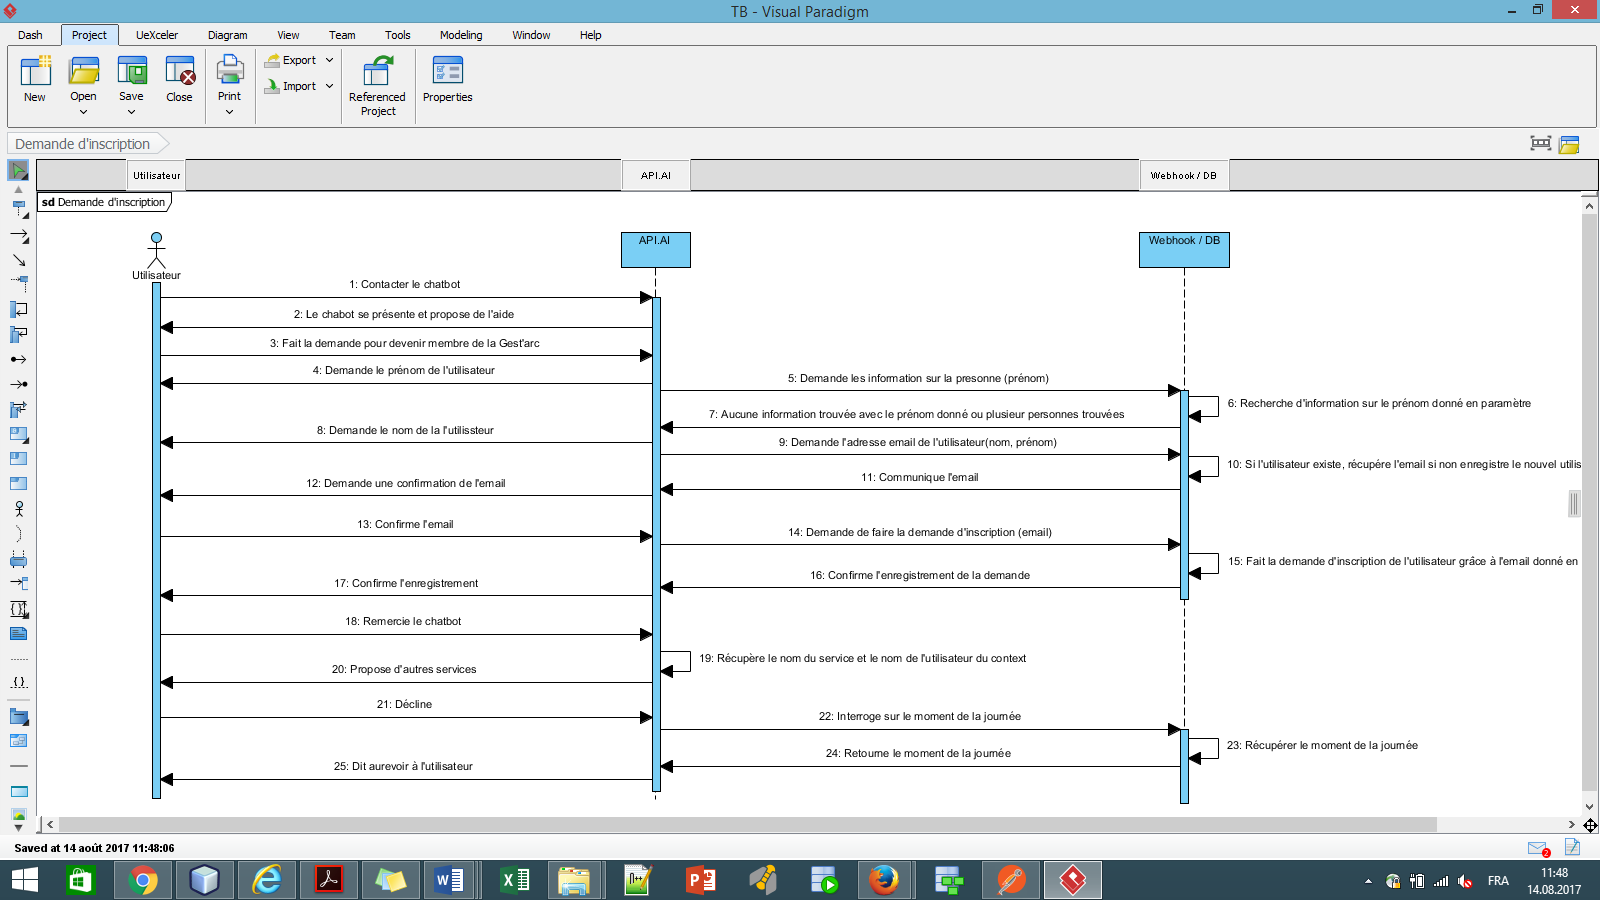 TB - Visual Paradigm
Dash Project UeXceler Diagram View Team Tools Modeling Window Help
New
Open
Save
Close
Print
Export
Import
Referenced
Project
Properties
Demande d'inscription
Utilisateur
API.AI
Webhook / DB
sd Demande d'inscription
API.AI
Webhook / DB
Utilisateur
1: Contacter le chatbot
2: Le chabot se présente et propose de l'aide
3: Fait la demande pour devenir membre de la Gest'arc
4: Demande le prénom de l'utilisateur
5: Demande les information sur la presonne (prénom)
6: Recherche d'information sur le prénom donné en paramètre
7: Aucune information trouvée avec le prénom donné ou plusieur personnes trouvées
8: Demande le nom de la l'utilissteur
9: Demande l'adresse email de l'utilisateur(nom, prénom)
10: Si l'utilisateur existe, récupére l'email si non enregistre le nouvel utilis
11: Communique l'email
12: Demande une confirmation de l'email
13: Confirme l'email
14: Demande de faire la demande d'inscription (email)
15: Fait la demande d'inscription de l'utilisateur grâce à l'email donné en
16: Confirme l'enregistrement de la demande
17: Confirme l'enregistrement
18: Remercie le chatbot
19: Récupère le nom du service et le nom de l'utilisateur du context
20: Propose d'autres services
21: Décline
22: Interroge sur le moment de la journée
23: Récupérer le moment de la journée
24: Retourne le moment de la journée
25: Dit aurevoir à l'utilisateur
Saved at 14 août 2017 11:48:06
2
FRA
11:48
14.08.2017